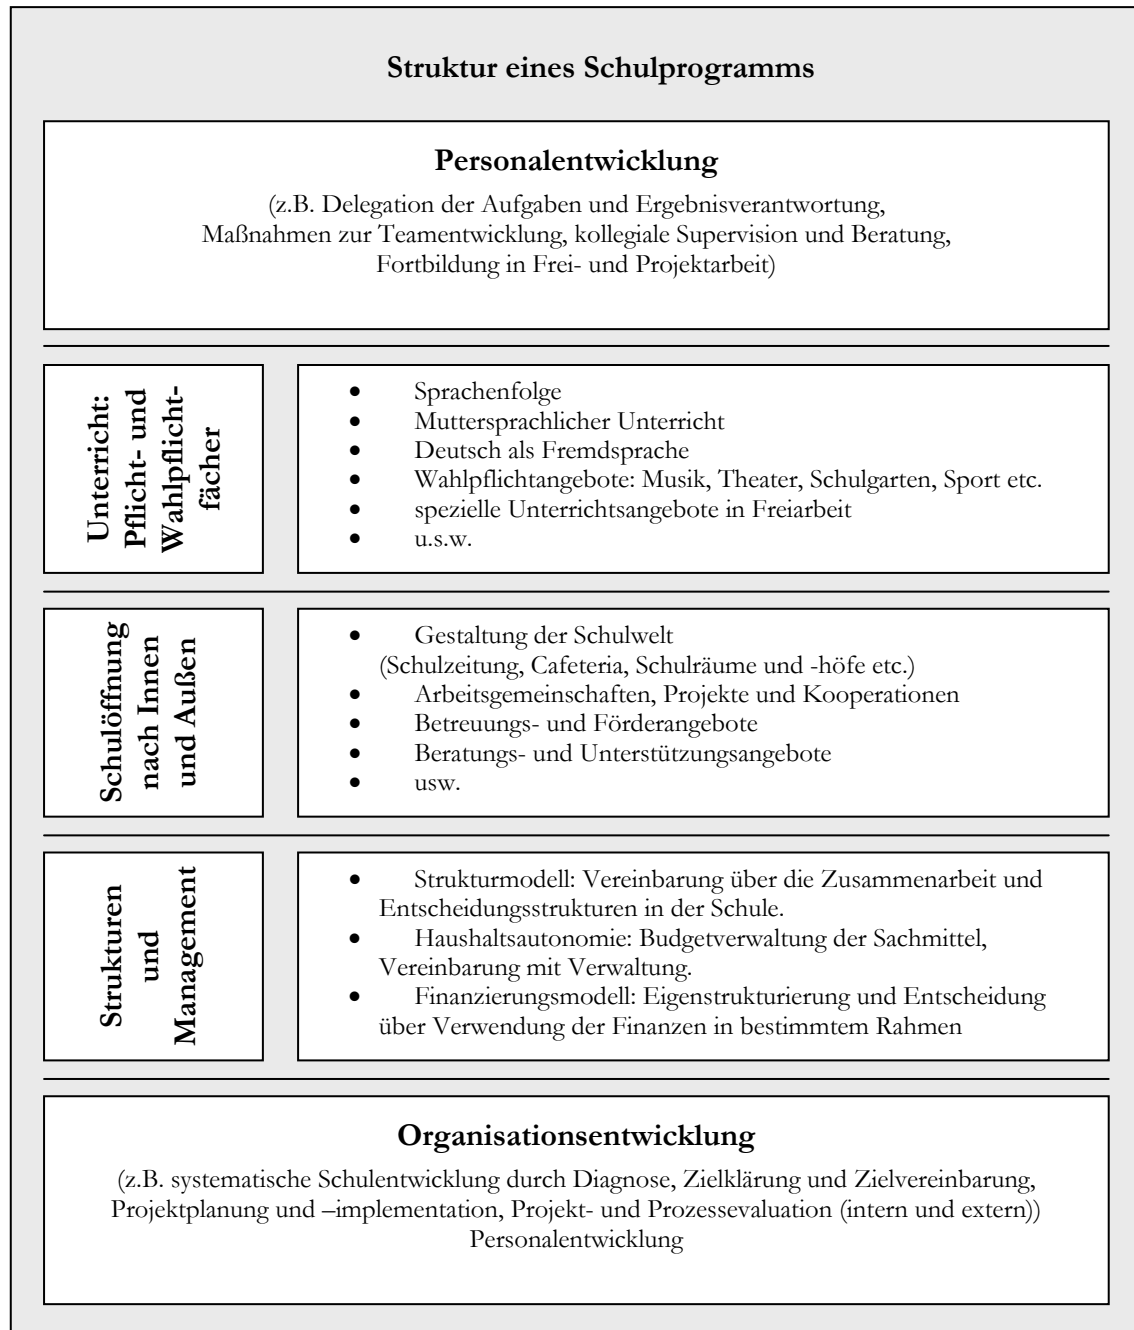 Struktur eines Schulprogramms
Personalentwicklung
(z.B. Delegation der Aufgaben und Ergebnisverantwortung,
Maßnahmen zur Teamentwicklung, kollegiale Supervision und Beratung,
Fortbildung in Frei- und Projektarbeit)
Unterricht:
Pflicht- und
Wahlpflicht-
fächer
• Sprachenfolge
• Muttersprachlicher Unterricht
• Deutsch als Fremdsprache
• Wahlpflichtangebote: Musik, Theater, Schulgarten, Sport etc.
• spezielle Unterrichtsangebote in Freiarbeit
• u.s.w.
Schulöffnung
nach Innen
und Außen
• Gestaltung der Schulwelt
(Schulzeitung, Cafeteria, Schulräume und -höfe etc.)
• Arbeitsgemeinschaften, Projekte und Kooperationen
• Betreuungs- und Förderangebote
• Beratungs- und Unterstützungsangebote
• usw.
Strukturen
und
Management
• Strukturmodell: Vereinbarung über die Zusammenarbeit und
Entscheidungsstrukturen in der Schule.
• Haushaltsautonomie: Budgetverwaltung der Sachmittel,
Vereinbarung mit Verwaltung.
• Finanzierungsmodell: Eigenstrukturierung und Entscheidung
über Verwendung der Finanzen in bestimmtem Rahmen
Organisationsentwicklung
(z.B. systematische Schulentwicklung durch Diagnose, Zielklärung und Zielvereinbarung,
Projektplanung und –implementation, Projekt- und Prozessevaluation (intern und extern))
Personalentwicklung